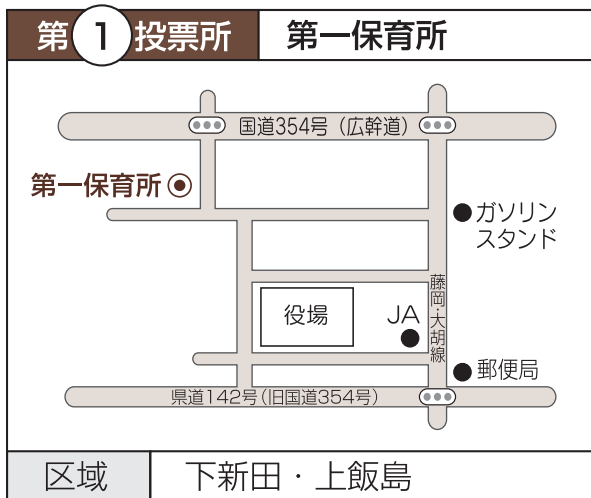 第1投票所 第一保育所
国道354号（広幹道）
第一保育所
ガソリン
スタンド
藤岡・大胡線
役場
JA
郵便局
県道142号（旧国道354号）
区域 下新田・上飯島